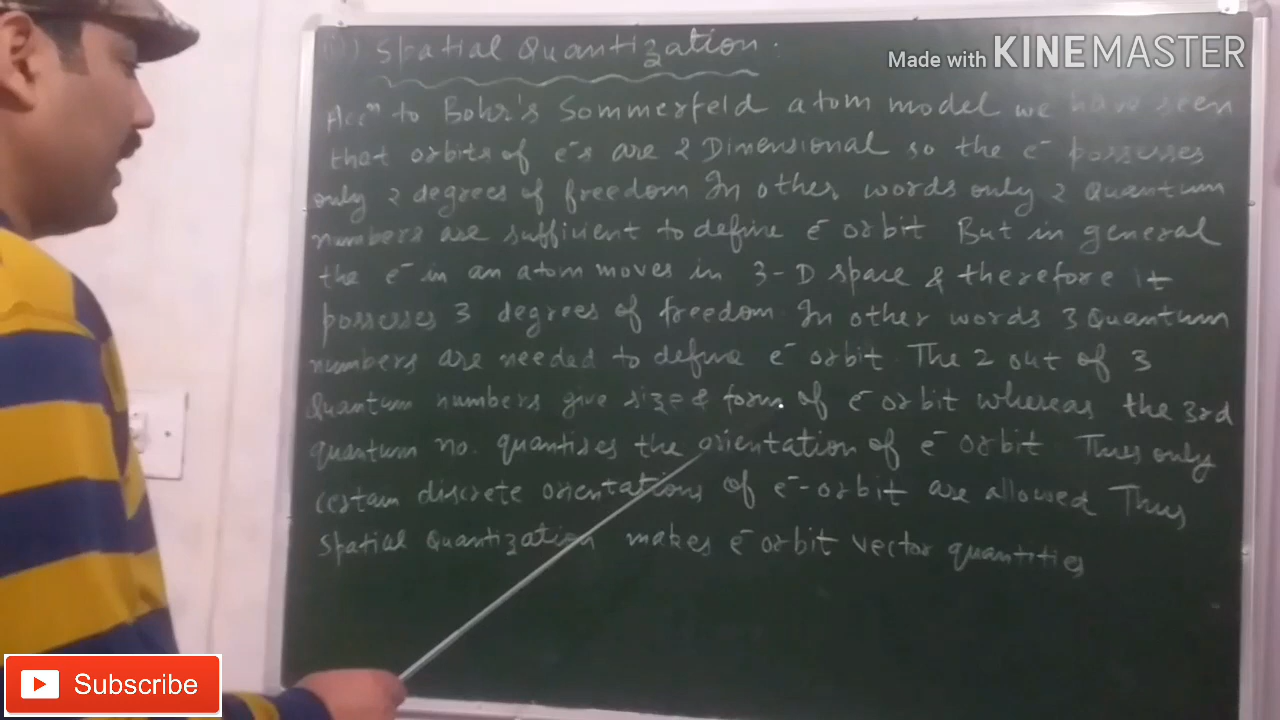 Made with KINEMASTER
ii) Spatial Quantization :
Accⁿ to Bohr's Sommerfeld atom model we have seen
that orbits of e⁻s are 2 Dimensional so the e⁻ possesses
only 2 degrees of freedom In other words only 2 Quantum
numbers are sufficient to define e⁻ orbit But in general
the e⁻ in an atom moves in 3-D space & therefore it
possesses 3 degrees of freedom In other words 3 Quantum
numbers are needed to define e⁻ orbit. The 2 out of 3
Quantum numbers give size & form of e⁻ orbit whereas the 3rd
quantum no. quantises the orientation of e⁻ orbit Thus only
certain discrete orientations of e⁻-orbit are allowed Thus
Spatial Quantization makes e⁻ orbit vector quantities
Subscribe